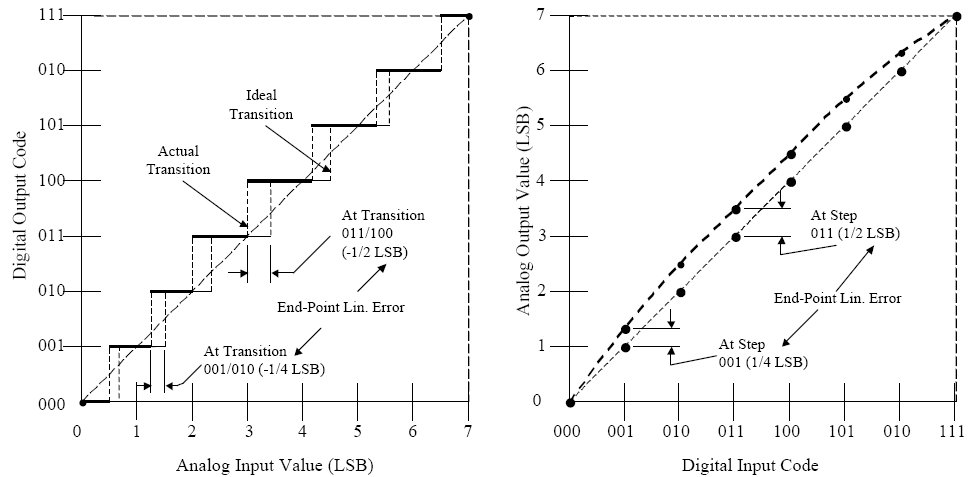 111
010
101
100
011
010
001
000
0 1 2 3 4 5 6 7
Digital Output Code
Analog Input Value (LSB)
Ideal
Transition
Actual
Transition
At Transition
011/100
(-1/2 LSB)
End-Point Lin. Error
At Transition
001/010 (-1/4 LSB)
7
6
5
4
3
2
1
0
000 001 010 011 100 101 010 111
Analog Output Value (LSB)
Digital Input Code
At Step
011 (1/2 LSB)
End-Point Lin. Error
At Step
001 (1/4 LSB)